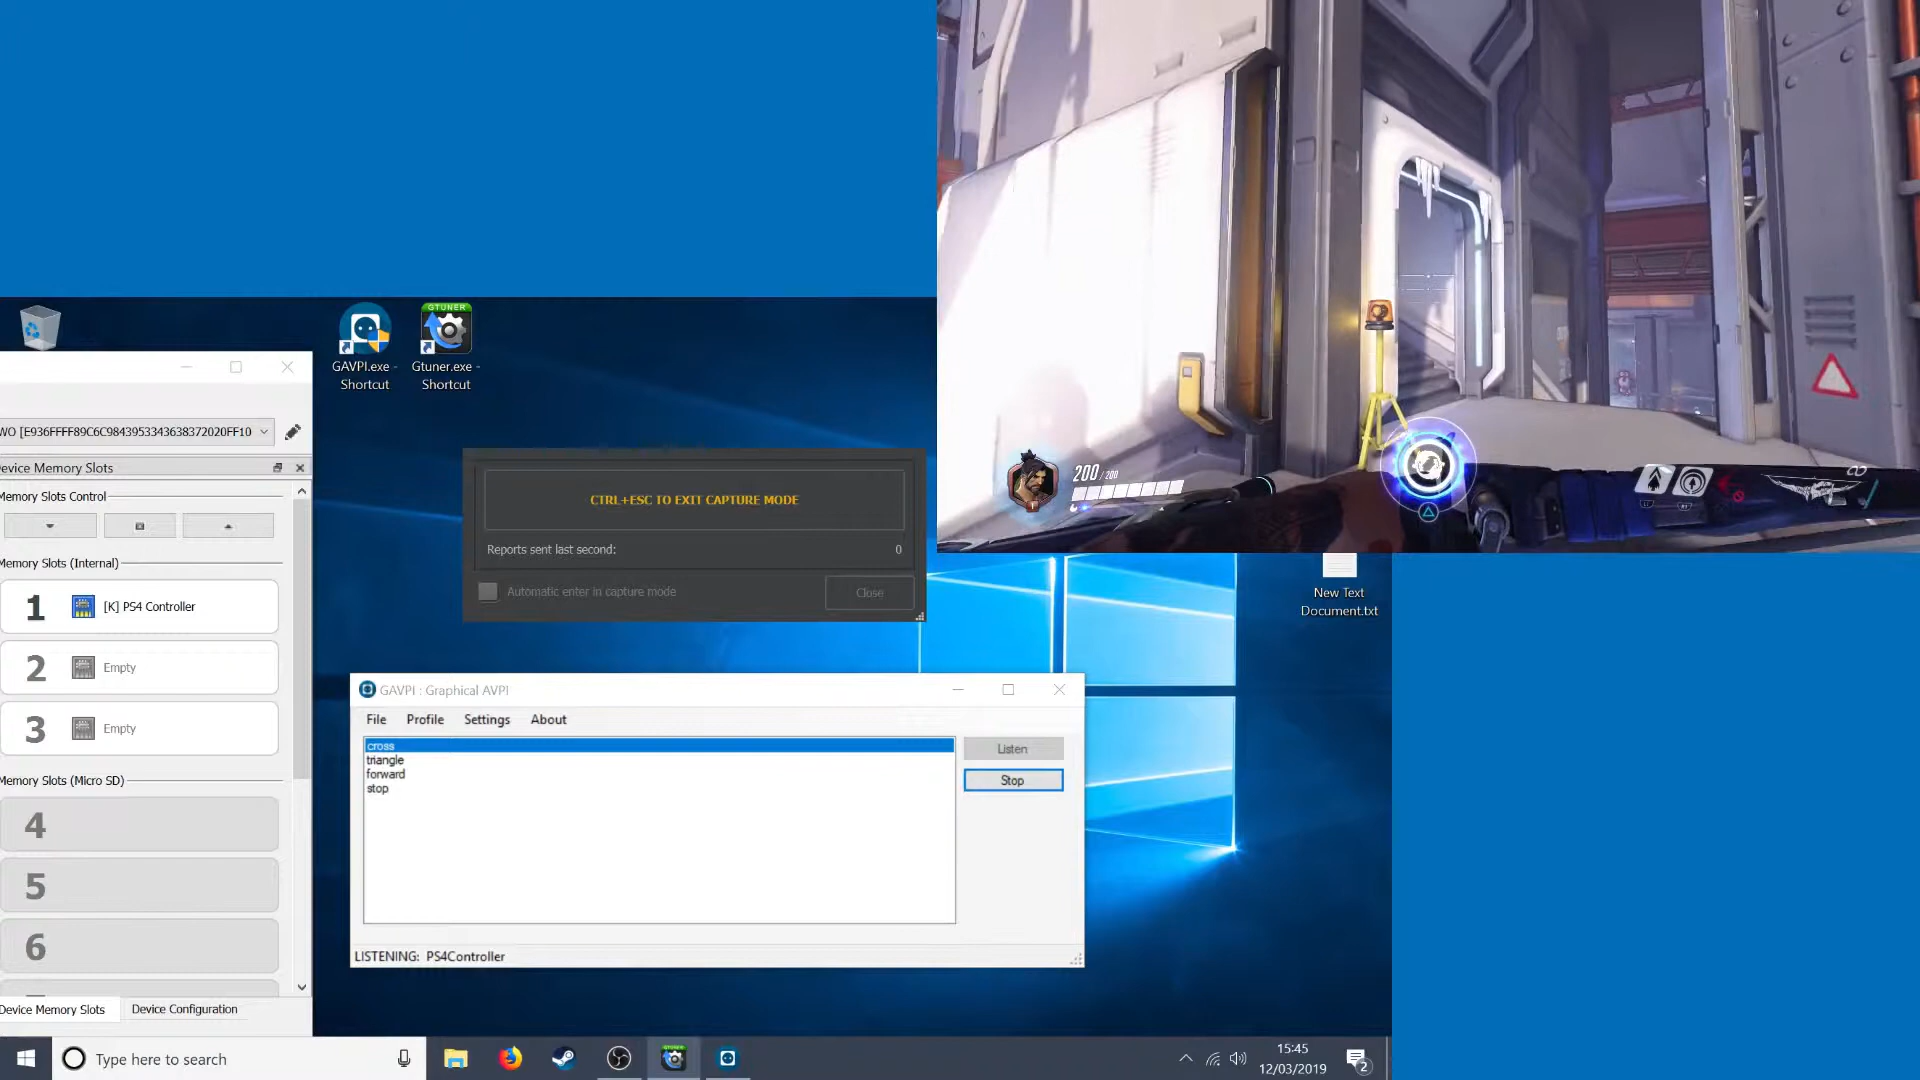 200/200
GTUNER
GAVPI.exe -
Shortcut
Gtuner.exe -
Shortcut
WO [E936FFFF89C6C9843953343638372020FF10
evice Memory Slots
Memory Slots Control
Memory Slots (Internal)
1 [K] PS4 Controller
2 Empty
3 Empty
Memory Slots (Micro SD)
4
5
6
Device Memory Slots
Device Configuration
CTRL+ESC TO EXIT CAPTURE MODE
Reports sent last second: 0
Automatic enter in capture mode
Close
New Text
Document.txt
GAVPI : Graphical AVPI
File Profile Settings About
cross
triangle
forward
stop
Listen
Stop
LISTENING: PS4Controller
Type here to search
15:45
12/03/2019
2